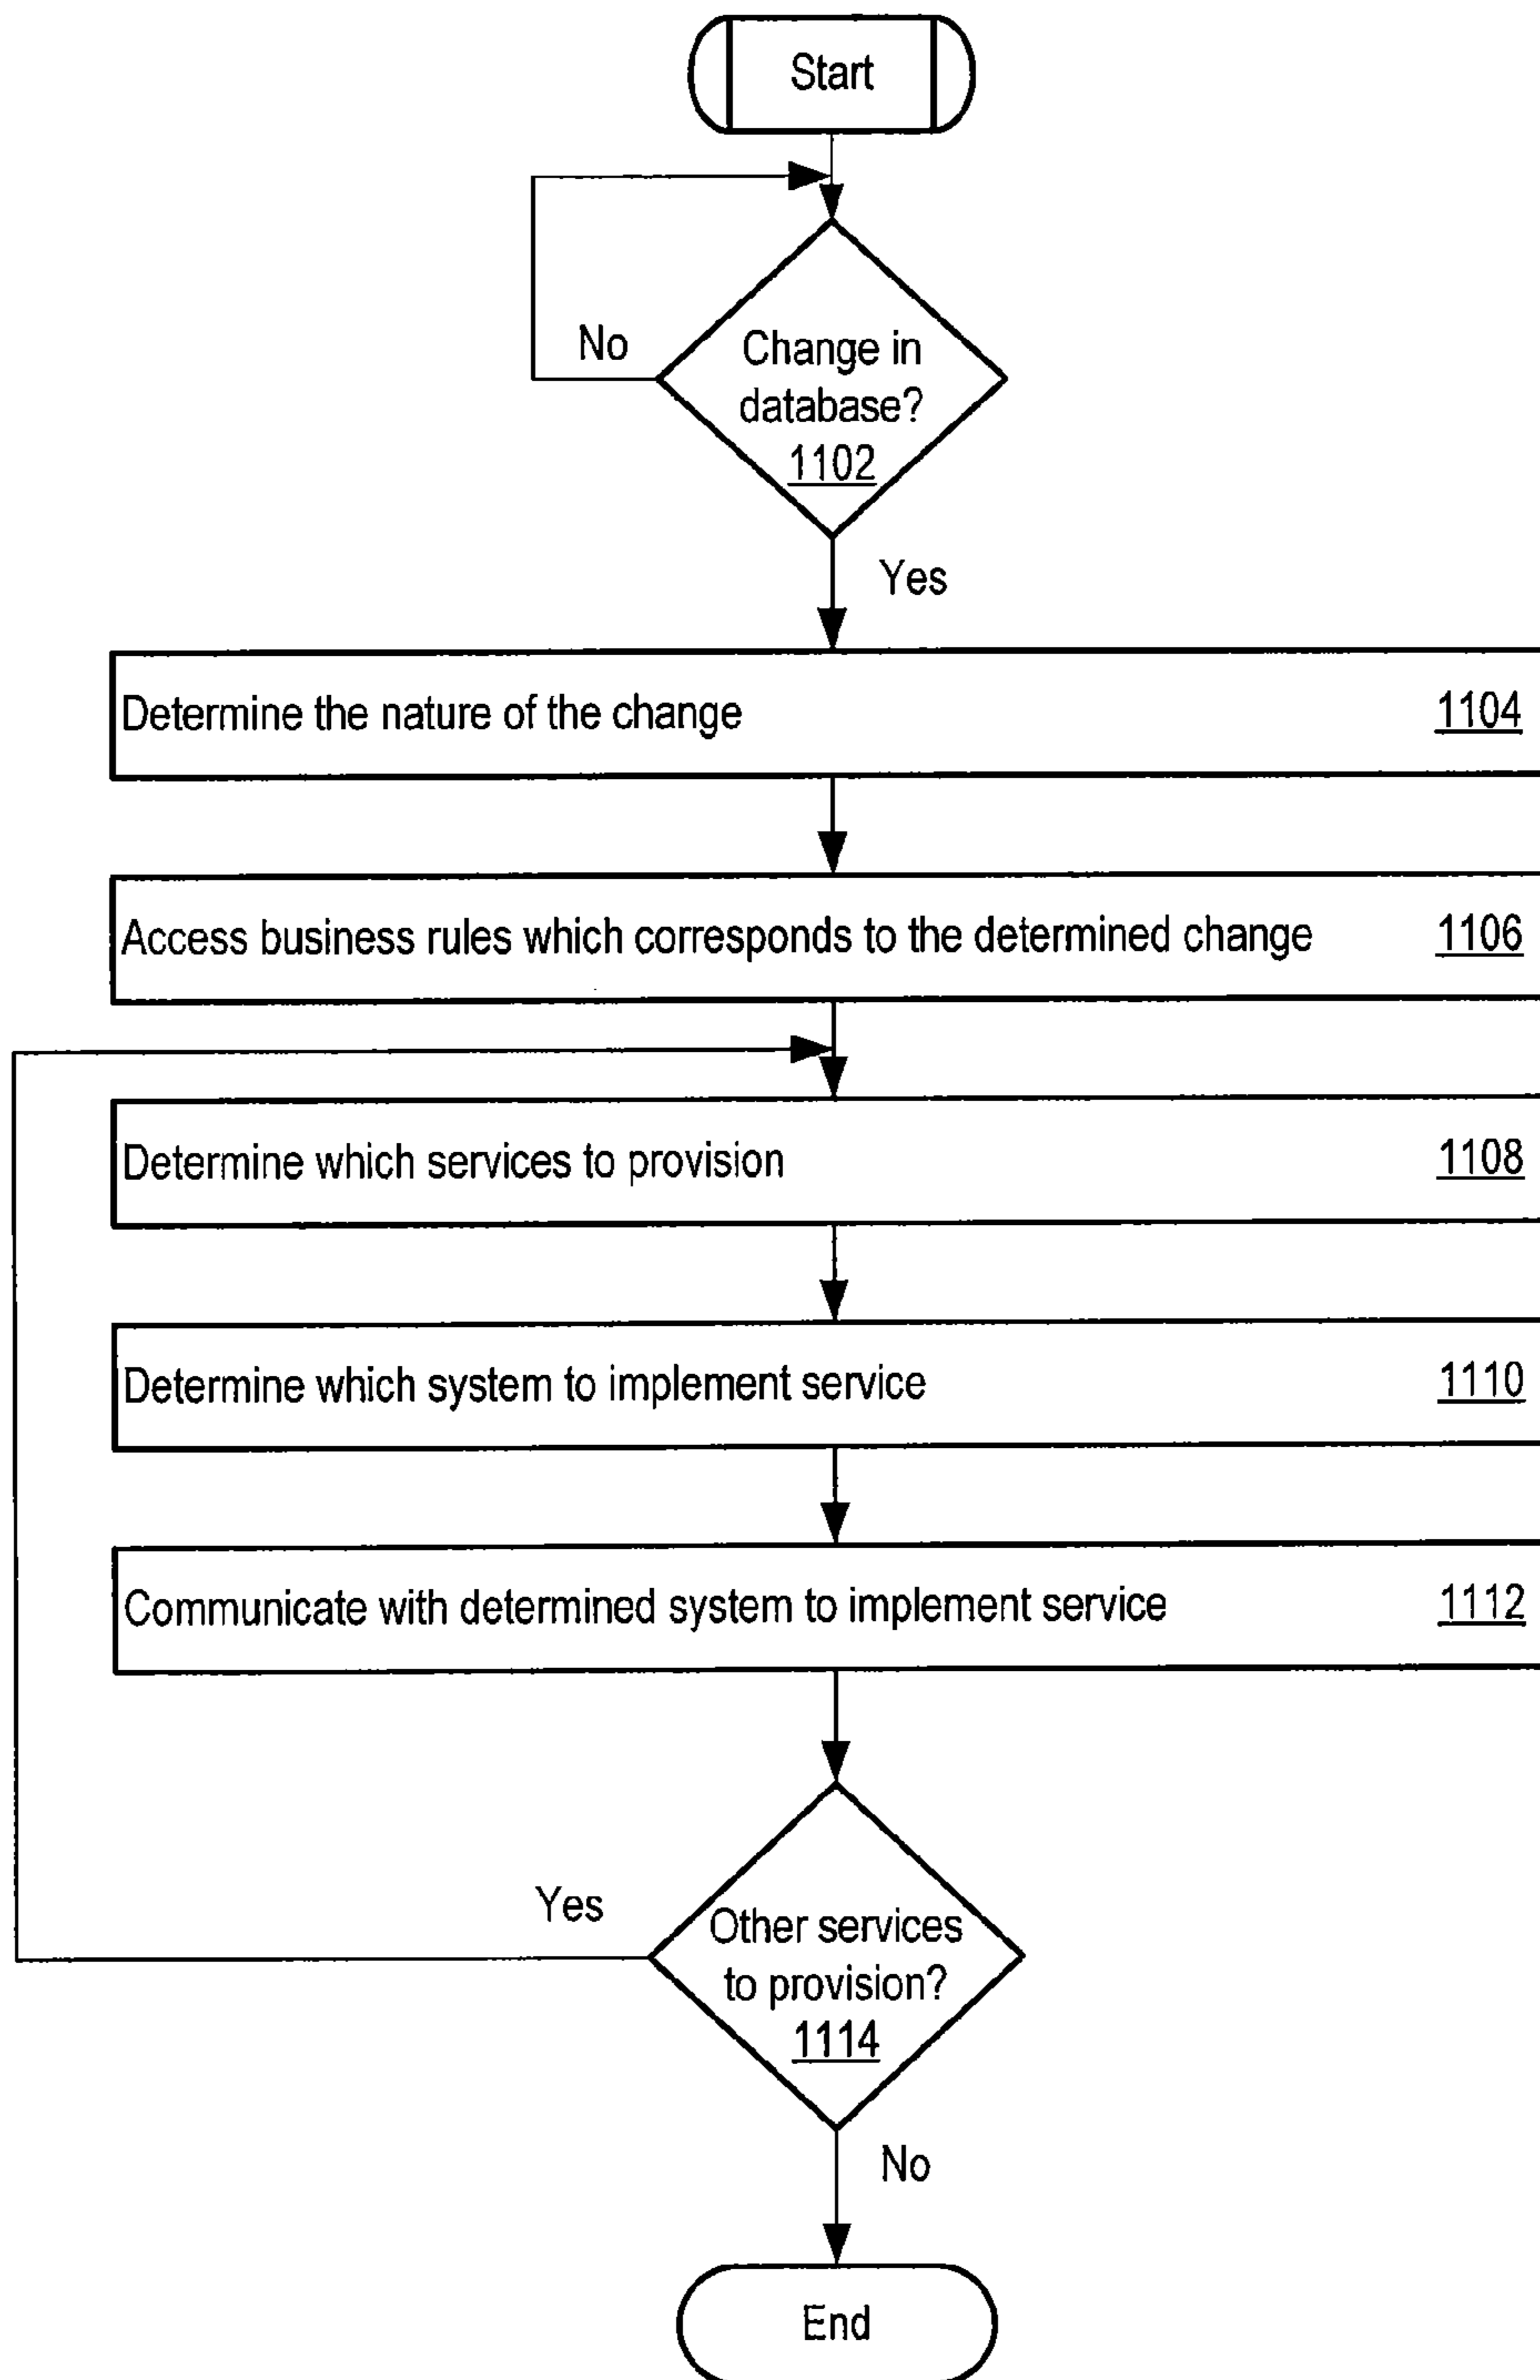 Start
No
Change in
database?
1102
Yes
Determine the nature of the change 1104
Access business rules which corresponds to the determined change 1106
Determine which services to provision 1108
Determine which system to implement service 1110
Communicate with determined system to implement service 1112
Yes
Other services
to provision?
1114
No
End